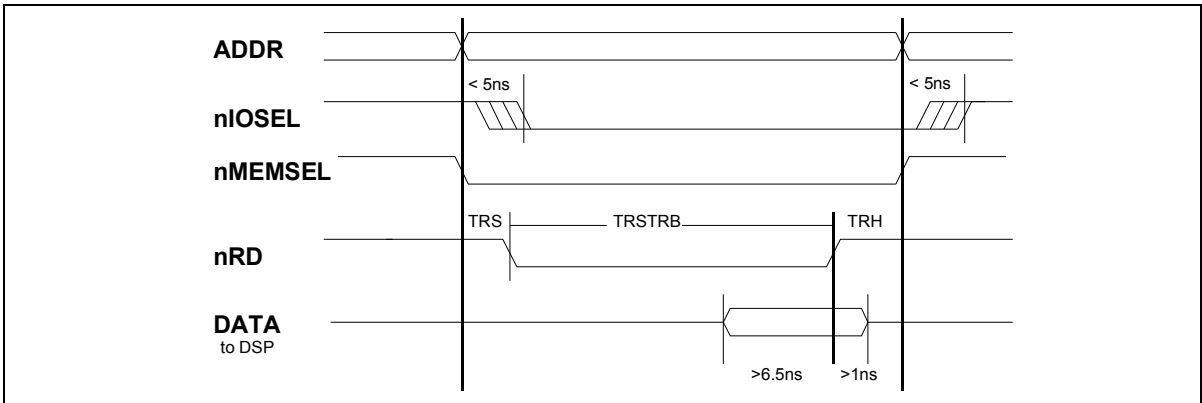 ADDR
< 5ns < 5ns
nIOSEL
nMEMSEL
TRS TRSTRB TRH
nRD
DATA
to DSP
>6.5ns >1ns